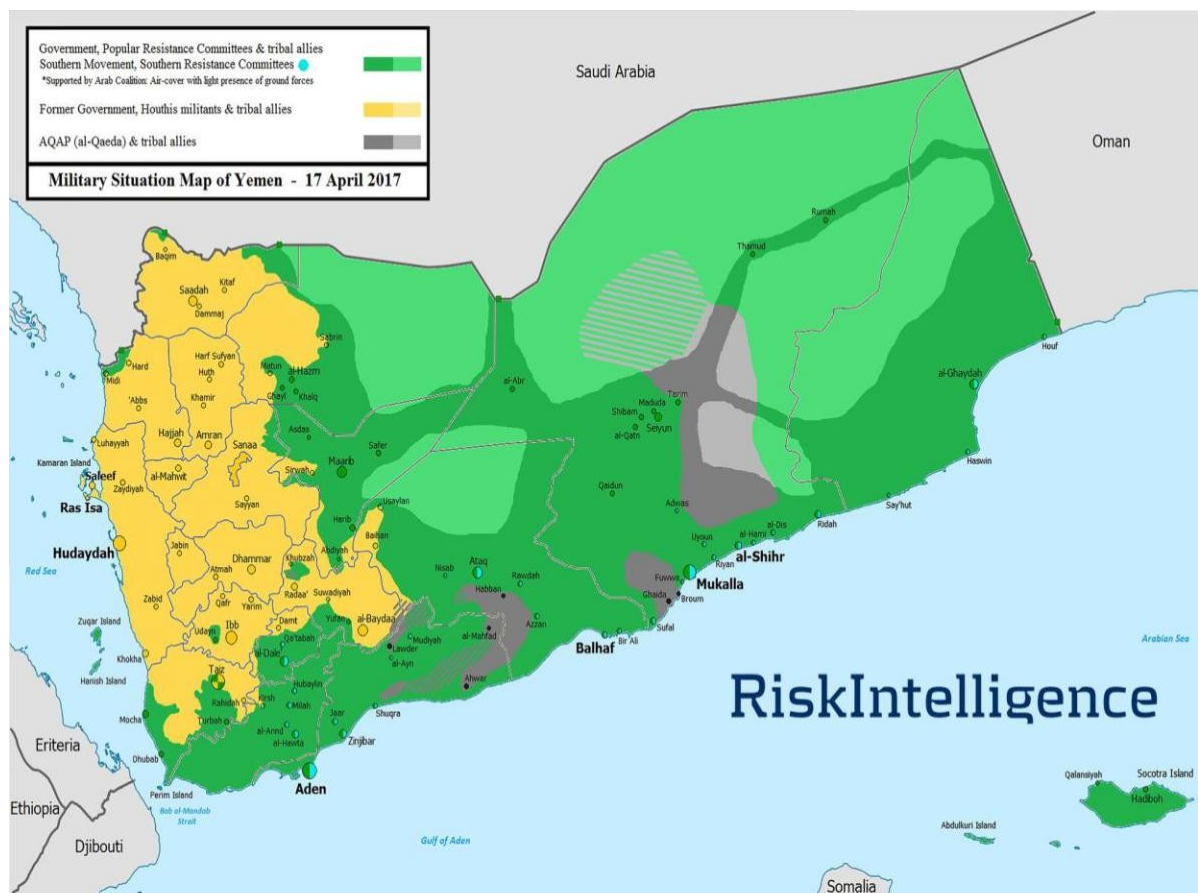 Government, Popular Resistance Committees & tribal allies
Southern Movement, Southern Resistance Committees
*Supported by Arab Coalition: Air-cover with light presence of ground forces
Former Government, Houthis militants & tribal allies
AQAP (al-Qaeda) & tribal allies
Military Situation Map of Yemen - 17 April 2017
Saudi Arabia
Oman
Rumah
Thamud
Baqim
Kitaf
Saadah
Dammaj
Sabrin
Houf
Harf Sufyan
Hard
Midi
Huth
Matun
al-Hazm
Ghayl
Khalq
al-Abr
al-Ghaydah
'Abbs
Khamir
Tarim
Maduda
Shibam
Seiyun
al-Qatn
Luhayyah
Hajjah
Amran
Sanaa
Asdas
Safer
Haswin
Kamaran Island
Saleef
al-Mahwit
Sirwah
Maarib
Zaydiyah
Ras Isa
Sayyan
Qaidun
Usaylan
Adwas
Say'hut
Harib
Ridah
al-Dis
al-Hami
al-Shihr
Hudaydah
Jabin
Baihan
Abdiyah
Uyoun
Riyan
Red Sea
Dhammar
Khubzah
Atmah
Radaa'
Nisab
Ataq
Rawdah
Habban
Mukalla
Fuwwa
Ghaida
Broum
Zabid
Qafr
Yarim
Suwadiyah
Zuqar Island
Udayn
Ibb
Damt
Yufan
al-Baydaa
Azzan
Sufal
Bir Ali
Balhaf
Qa'tabah
Mudiyah
al-Mahfad
Lawder
al-Ayn
Arabian Sea
Khokha
al-Dale
Hanish Island
Taiz
Rahidah
Kirsh
Hubaylin
Milah
Ahwar
RiskIntelligence
Mocha
Turbah
al-Annd
al-Hawta
Jaar
Shuqra
Zinjibar
Eriteria
Dhubab
Aden
Perim Island
Bab al-Mandab
Strait
Ethiopia
Djibouti
Gulf of Aden
Qalansiyah
Socotra Island
Hadiboh
Abdulkuri Island
Somalia